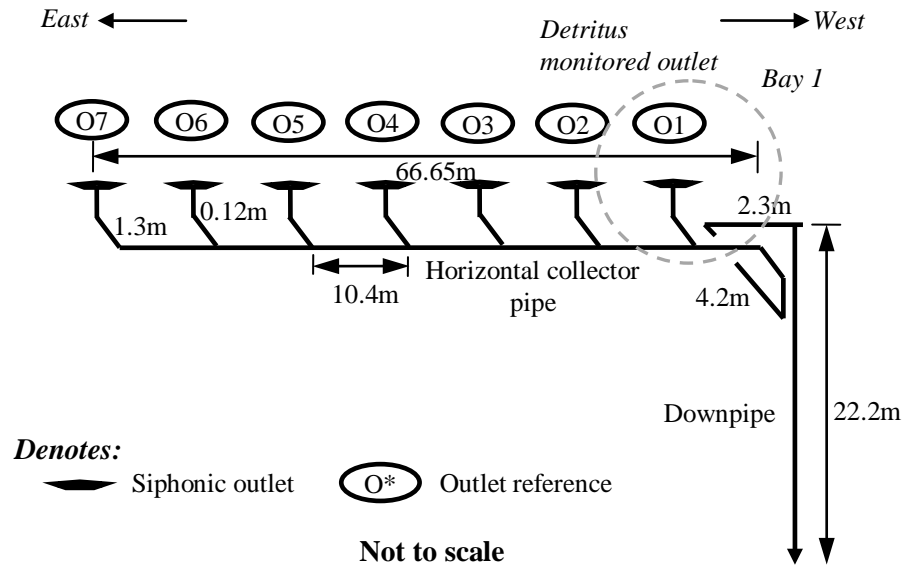 East
West
Detritus
monitored outlet
Bay 1
O7 O6 O5 O4 O3 O2 O1
66.65m
1.3m
0.12m
2.3m
10.4m
Horizontal collector
pipe
4.2m
Downpipe
22.2m
Denotes:
Siphonic outlet
O*
Outlet reference
Not to scale